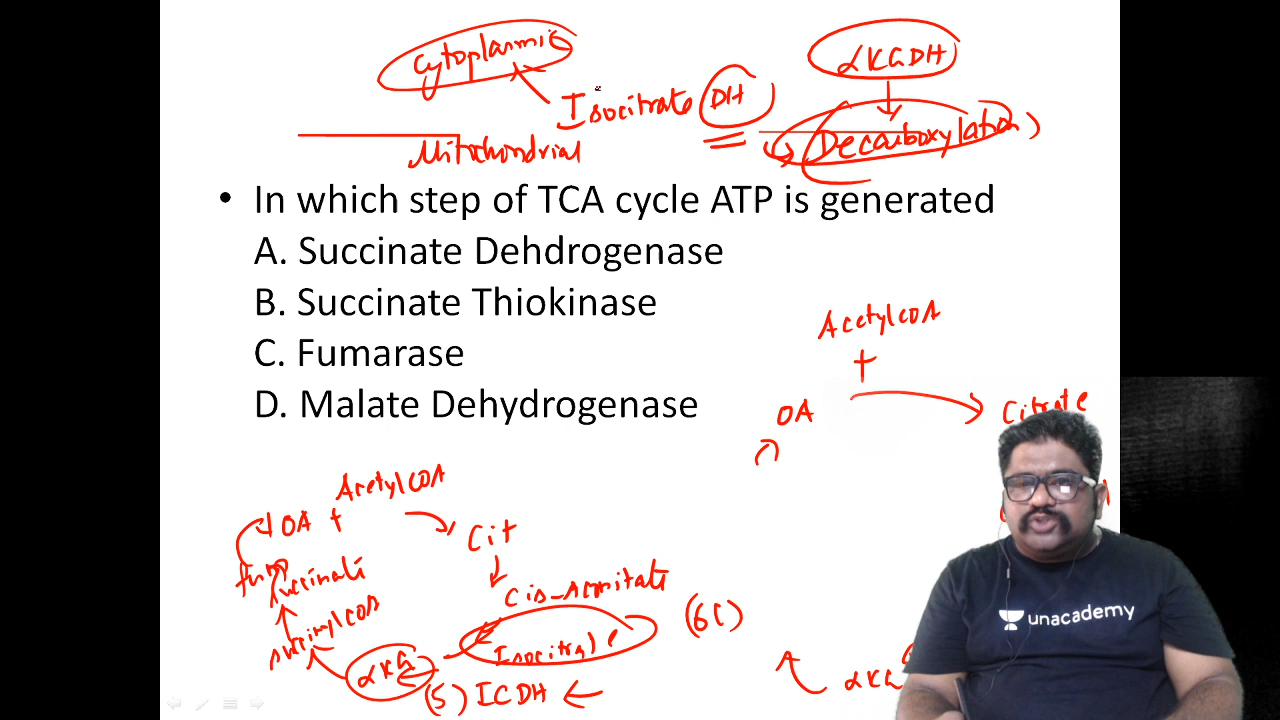 Cytoplasmic
αKGDH
Isocitrate DH
Mitochondrial
Decarboxylation)
• In which step of TCA cycle ATP is generated
A. Succinate Dehdrogenase
B. Succinate Thiokinase
C. Fumarase
D. Malate Dehydrogenase
AcetylCOA
+
OA
Citrate
AcetylCOA
OA +
Cit
Succinate
Cis-Aconitate
SuccinylCOA
(6C)
Isocitrate
αKG
(5) ICDH
αKG
unacademy